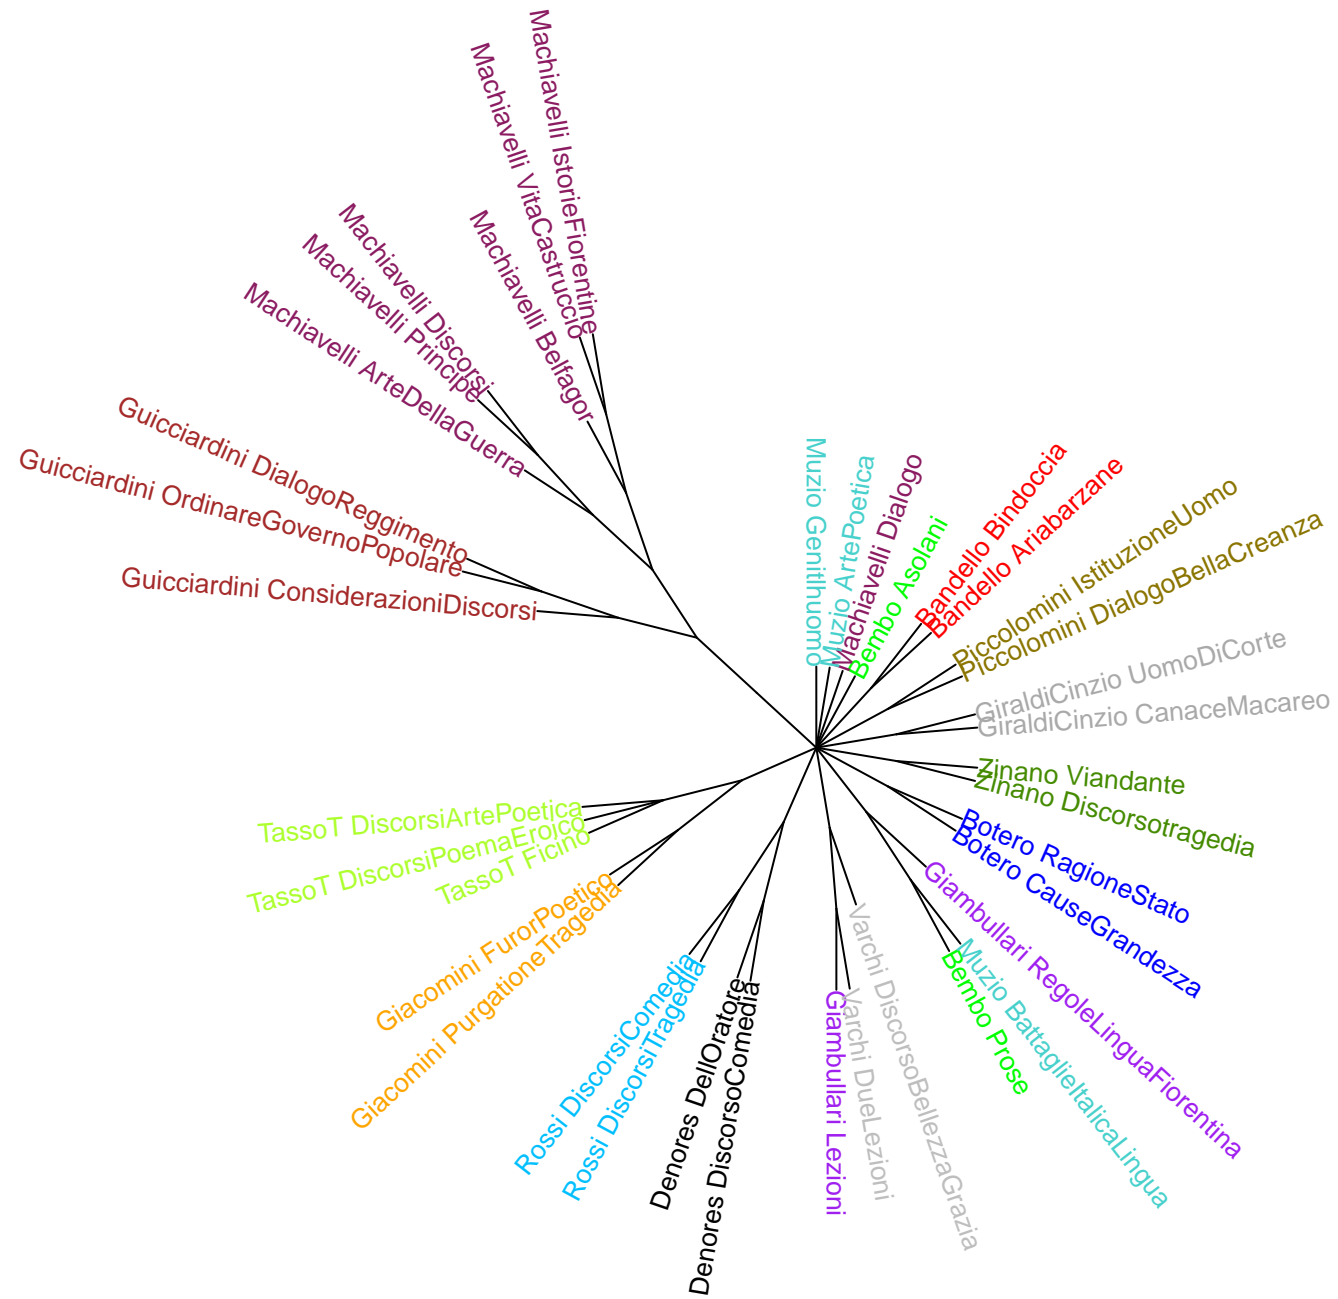 Machiavelli IstorieFiorentine
Machiavelli VitaCastruccio
Machiavelli Belfagor
Machiavelli Discorsi
Machiavelli Principe
Machiavelli ArteDellaGuerra
Guicciardini DialogoReggimento
Guicciardini OrdinareGovernoPopolare
Guicciardini ConsiderazioniDiscorsi
Muzio Genitlhuomo
Muzio ArtePoetica
Machiavelli Dialogo
Bembo Asolani
Bandello Bindoccia
Bandello Ariabarzane
Piccolomini IstituzioneUomo
Piccolomini DialogoBellaCreanza
GiraldiCinzio UomoDiCorte
GiraldiCinzio CanaceMacareo
Zinano Viandante
Zinano Discorsotragedia
Botero RagioneStato
Botero CauseGrandezza
Giambullari RegoleLinguaFiorentina
Muzio BattaglieItalicaLingua
Bembo Prose
Varchi DiscorsoBellezzaGrazia
Varchi DueLezioni
Giambullari Lezioni
Denores DiscorsoComedia
Denores DellOratore
Rossi DiscorsiTragedia
Rossi DiscorsiComedia
Giacomini PurgationeTragedia
Giacomini FurorPoetico
TassoT Ficino
TassoT DiscorsiPoemaEroico
TassoT DiscorsiArtePoetica